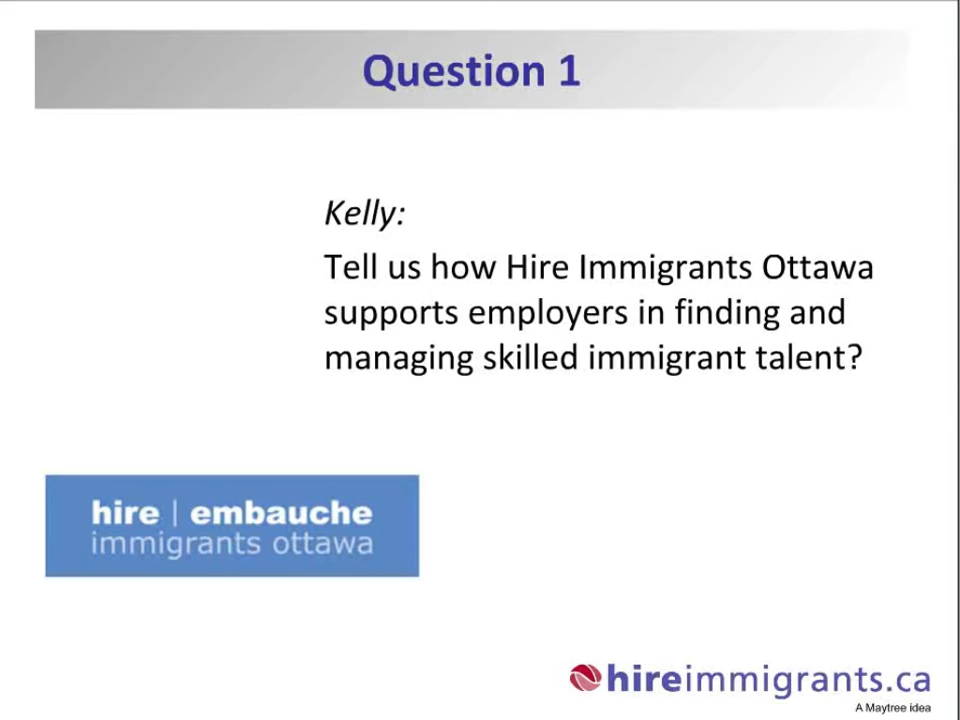 Question 1
Kelly:
Tell us how Hire Immigrants Ottawa
supports employers in finding and
managing skilled immigrant talent?
hire | embauche
immigrants ottawa
hireimmigrants.ca
A Maytree idea